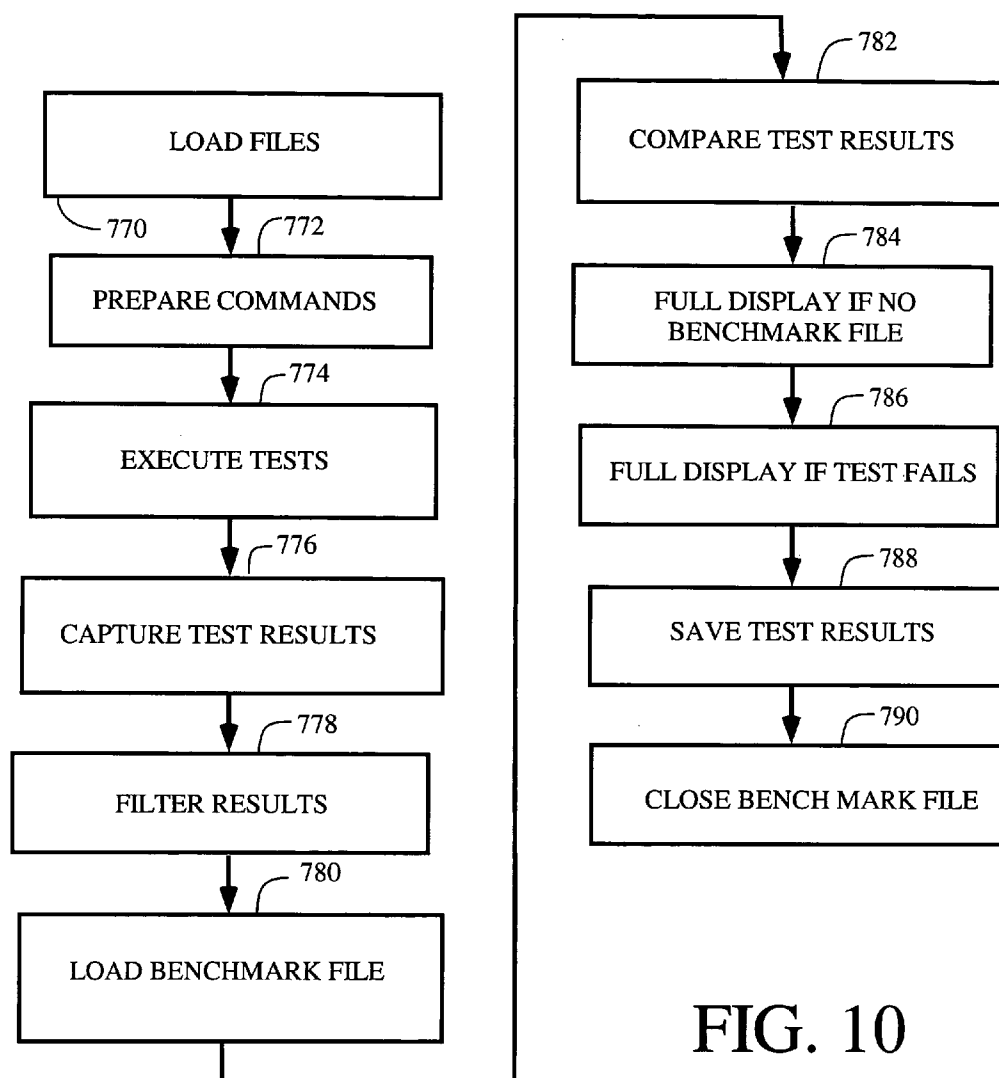 LOAD FILES
770
772
PREPARE COMMANDS
774
EXECUTE TESTS
776
CAPTURE TEST RESULTS
778
FILTER RESULTS
780
LOAD BENCHMARK FILE
782
COMPARE TEST RESULTS
784
FULL DISPLAY IF NO
BENCHMARK FILE
786
FULL DISPLAY IF TEST FAILS
788
SAVE TEST RESULTS
790
CLOSE BENCH MARK FILE
FIG. 10